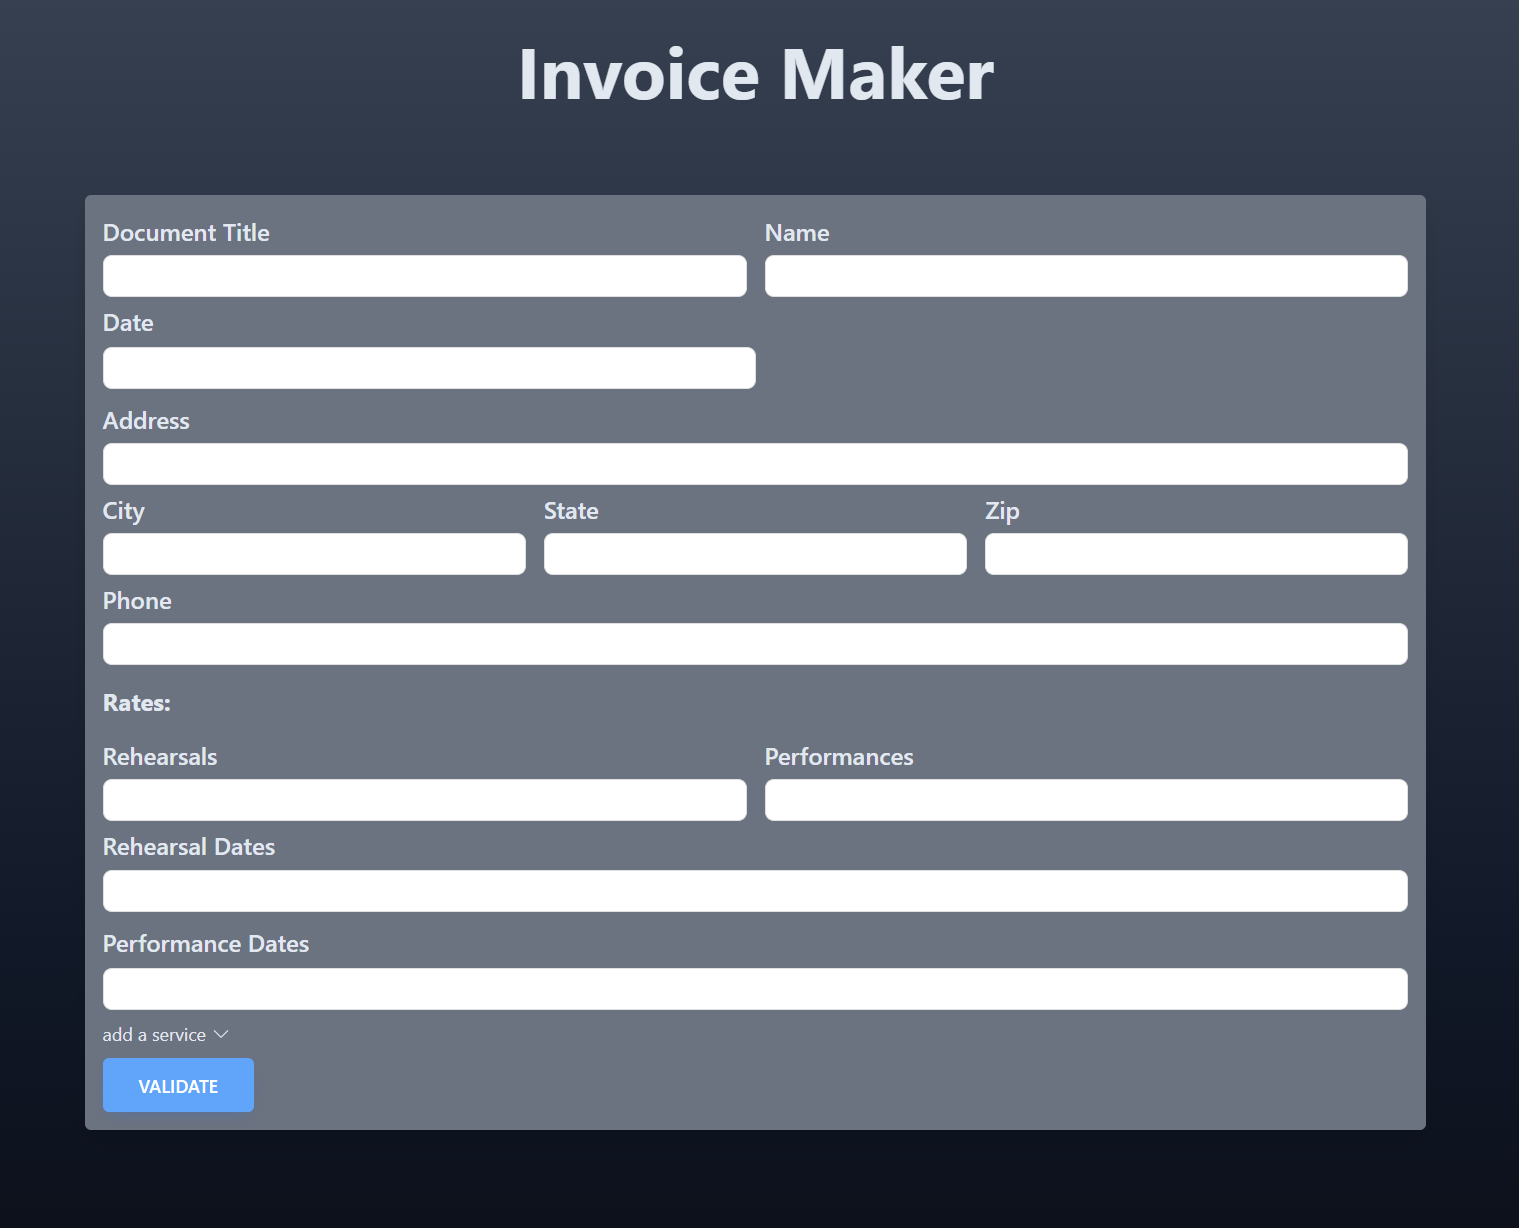 Invoice Maker
Document Title
Name
Date
Address
City
State
Zip
Phone
Rates:
Rehearsals
Performances
Rehearsal Dates
Performance Dates
add a service
VALIDATE